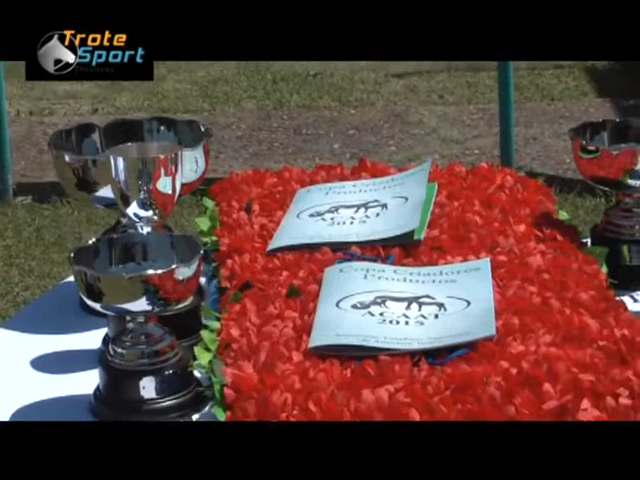 Trote
Sport
Copa Criadores
Productos
ACAAT
2015
Copa Criadores
Productos
ACAAT
2015